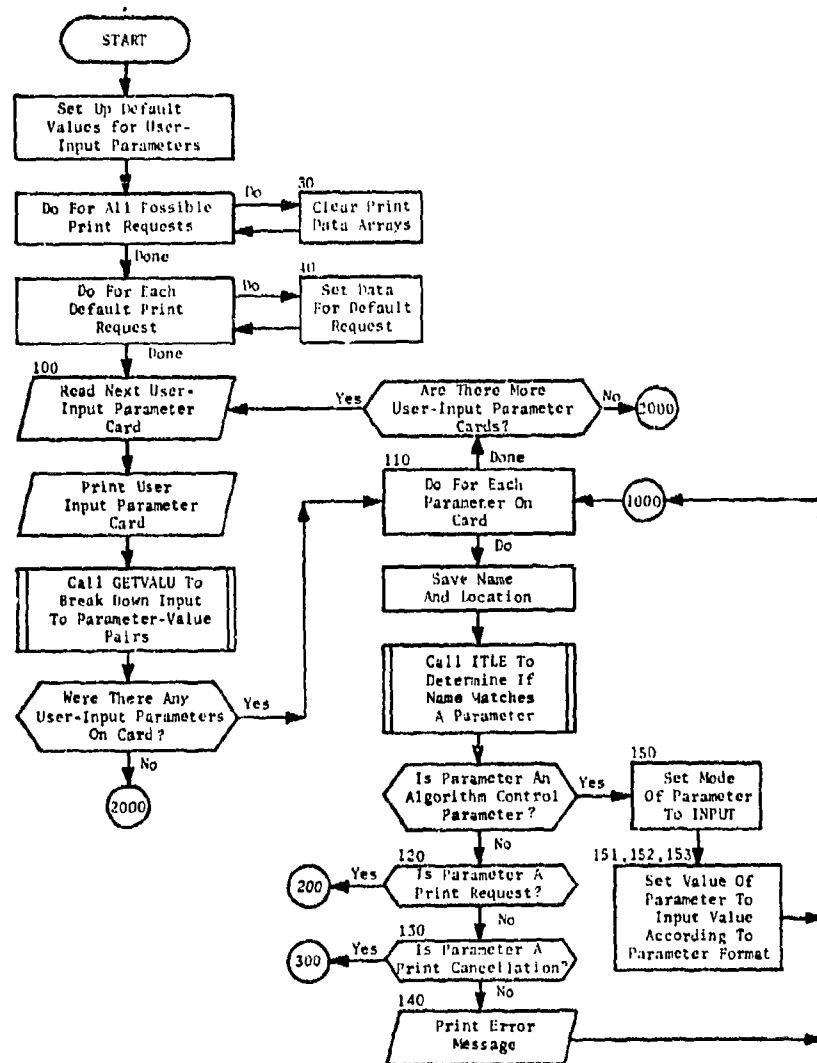 START
Set Up Default
Values for User-
Input Parameters
Do For All Possible
Print Requests
Do
30
Clear Print
Data Arrays
Done
Do For Each
Default Print
Request
Do
40
Set Data
For Default
Request
Done
100
Read Next User-
Input Parameter
Card
Yes
Are There More
User-Input Parameter
Cards?
No
2000
Print User
Input Parameter
Card
Done
110
Do For Each
Parameter On
Card
1000
Do
Call GETVALU To
Break Down Input
To Parameter-Value
Pairs
Save Name
And Location
Were There Any
User-Input Parameters
On Card?
Yes
No
2000
Call ITLE To
Determine If
Name Matches
A Parameter
Is Parameter An
Algorithm Control
Parameter?
Yes
150
Set Mode
Of Parameter
To INPUT
No
151,152,153
Set Value Of
Parameter To
Input Value
According To
Parameter Format
120
Is Parameter A
Print Request?
Yes
200
No
130
Is Parameter A
Print Cancellation?
Yes
300
No
140
Print Error
Message